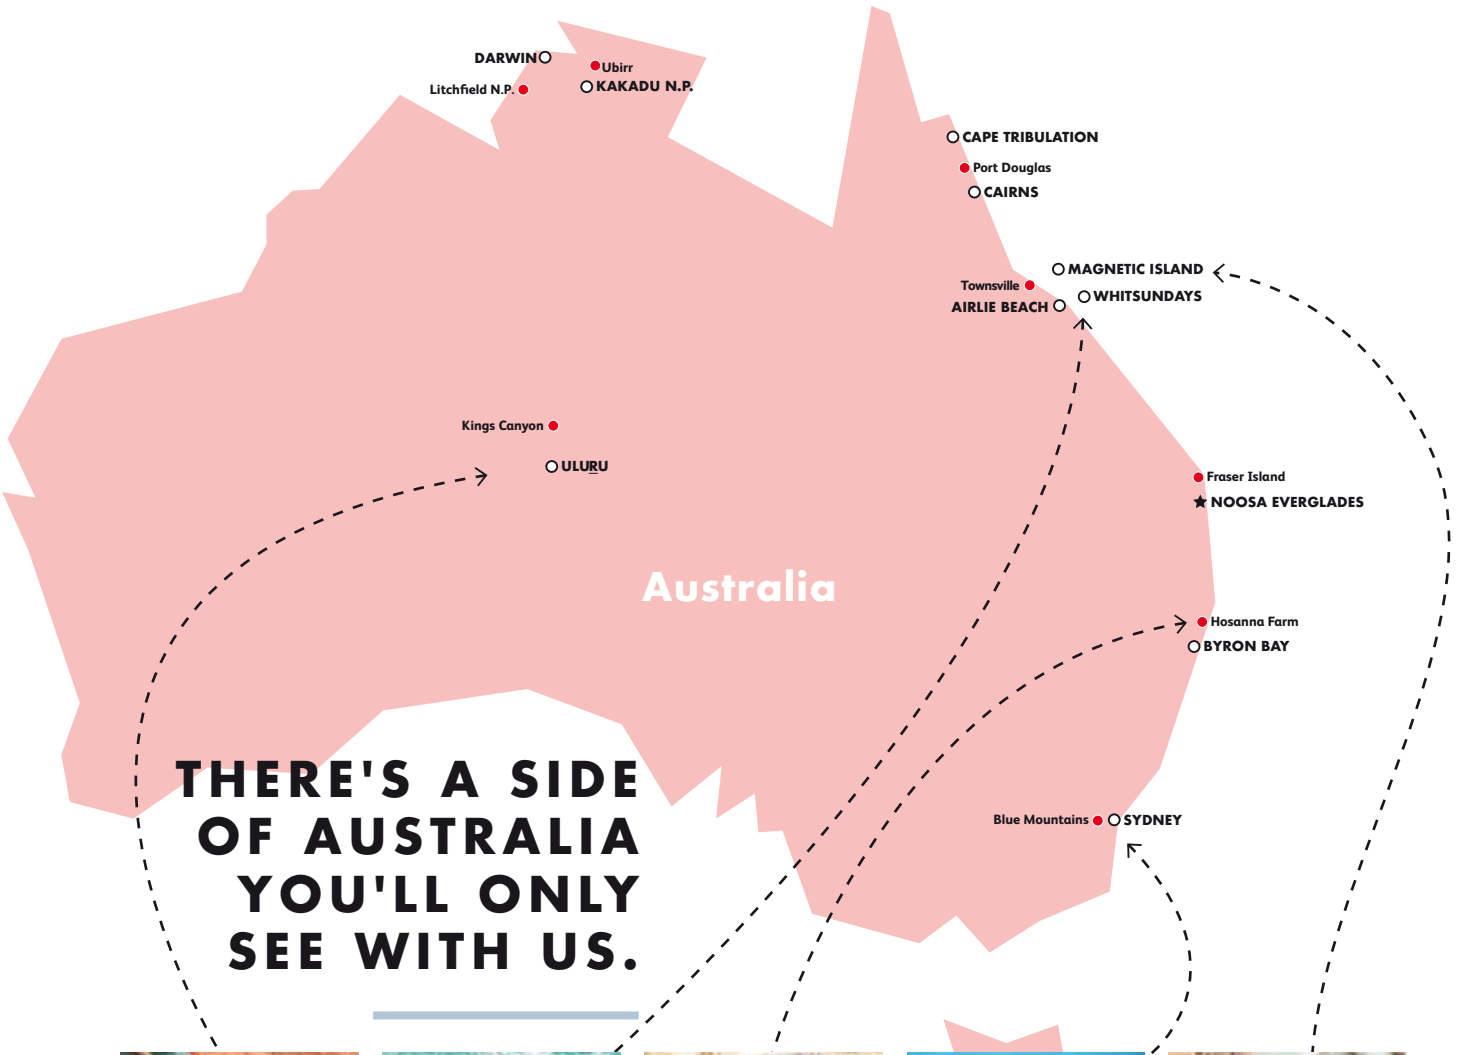 DARWIN
Ubirr
Litchfield N.P.
KAKADU N.P.
CAPE TRIBULATION
Port Douglas
CAIRNS
MAGNETIC ISLAND
Townsville
WHITSUNDAYS
AIRLIE BEACH
Kings Canyon
ULUṞU
Fraser Island
NOOSA EVERGLADES
Australia
Hosanna Farm
BYRON BAY
THERE'S A SIDE
OF AUSTRALIA
YOU'LL ONLY
SEE WITH US.
Blue Mountains
SYDNEY